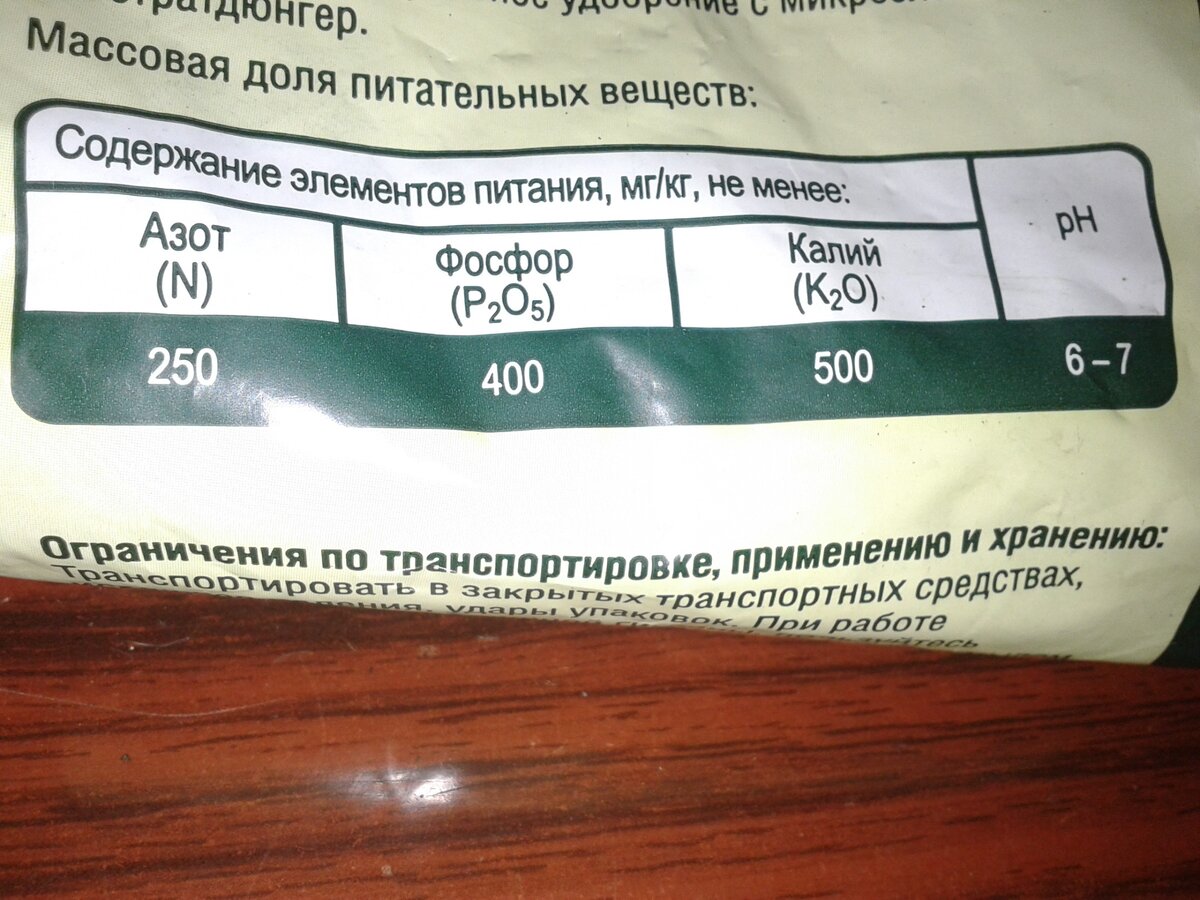 удобрение с
Массовая доля питательных веществ:
Содержание элементов питания, мг/кг, не менее:
pH
Азот
(N)
Фосфор
(P₂O₅)
Калий
(K₂O)
250
400
500
6 – 7
Ограничения по транспортировке, применению и хранению:
Транспортировать в закрытых транспортных средствах,
удары упаковок. При работе